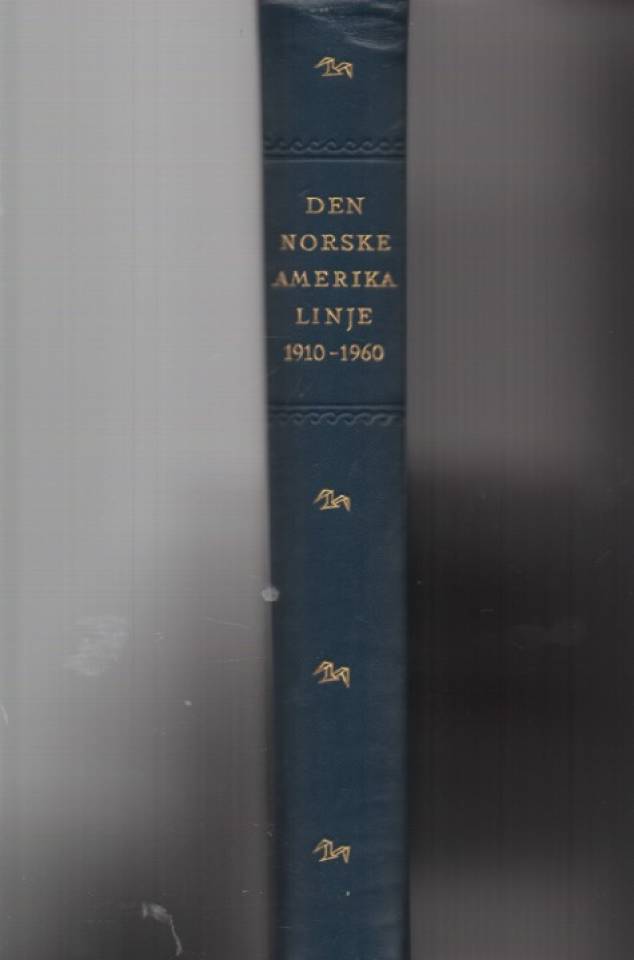 DEN
NORSKE
AMERIKA
LINJE
1910-1960